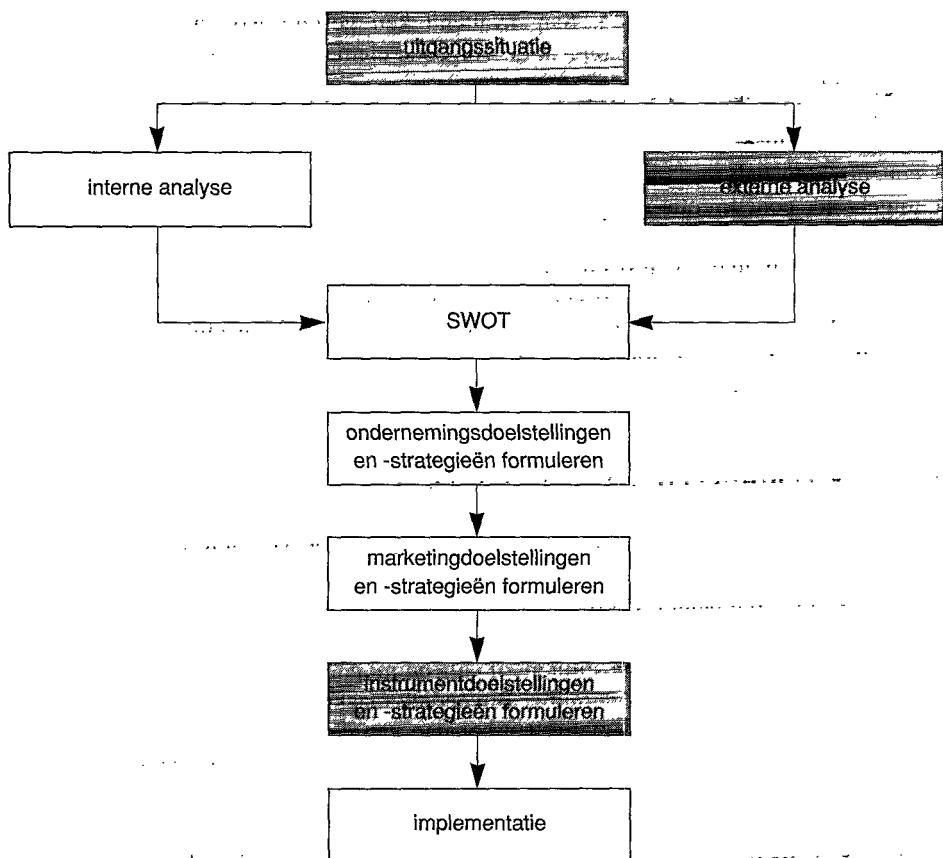 uitgangssituatie
interne analyse
externe analyse
SWOT
ondernemingsdoelstellingen
en -strategieën formuleren
marketingdoelstellingen
en -strategieën formuleren
instrumentdoelstellingen
en -strategieën formuleren
implementatie